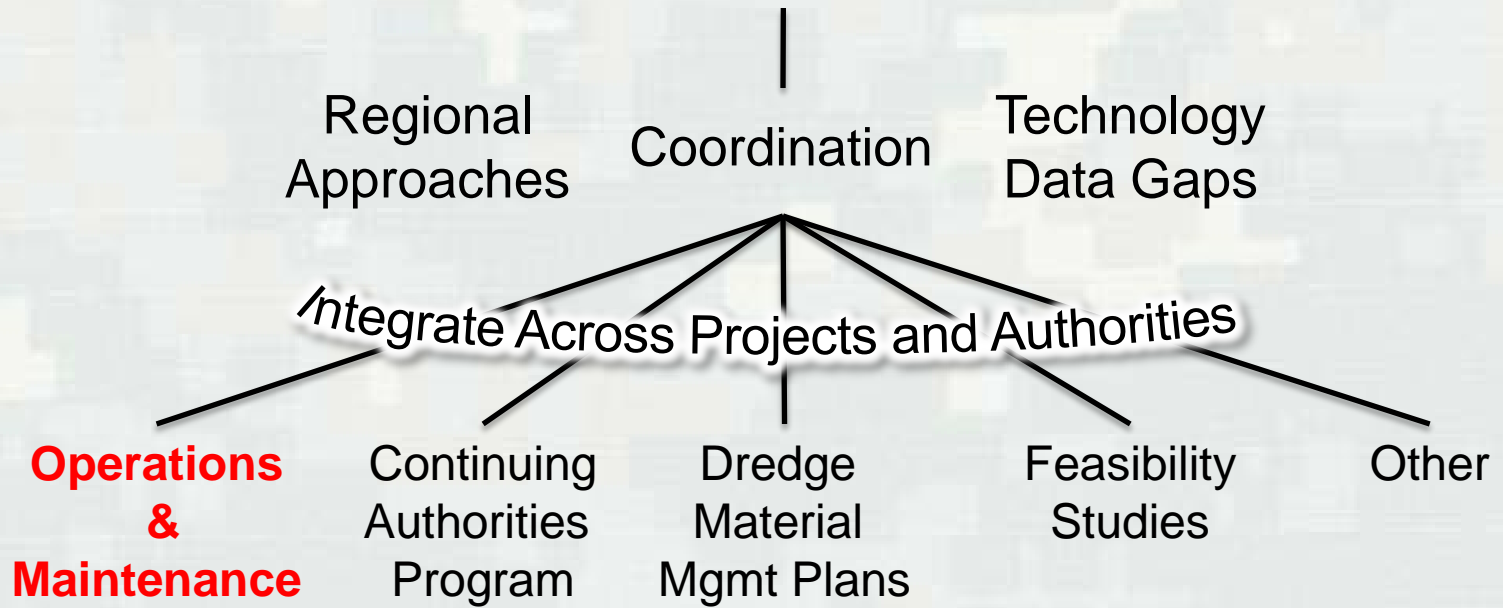 Regional
Approaches
Coordination
Technology
Data Gaps
Integrate Across Projects and Authorities
Operations
&
Maintenance
Continuing
Authorities
Program
Dredge
Material
Mgmt Plans
Feasibility
Studies
Other